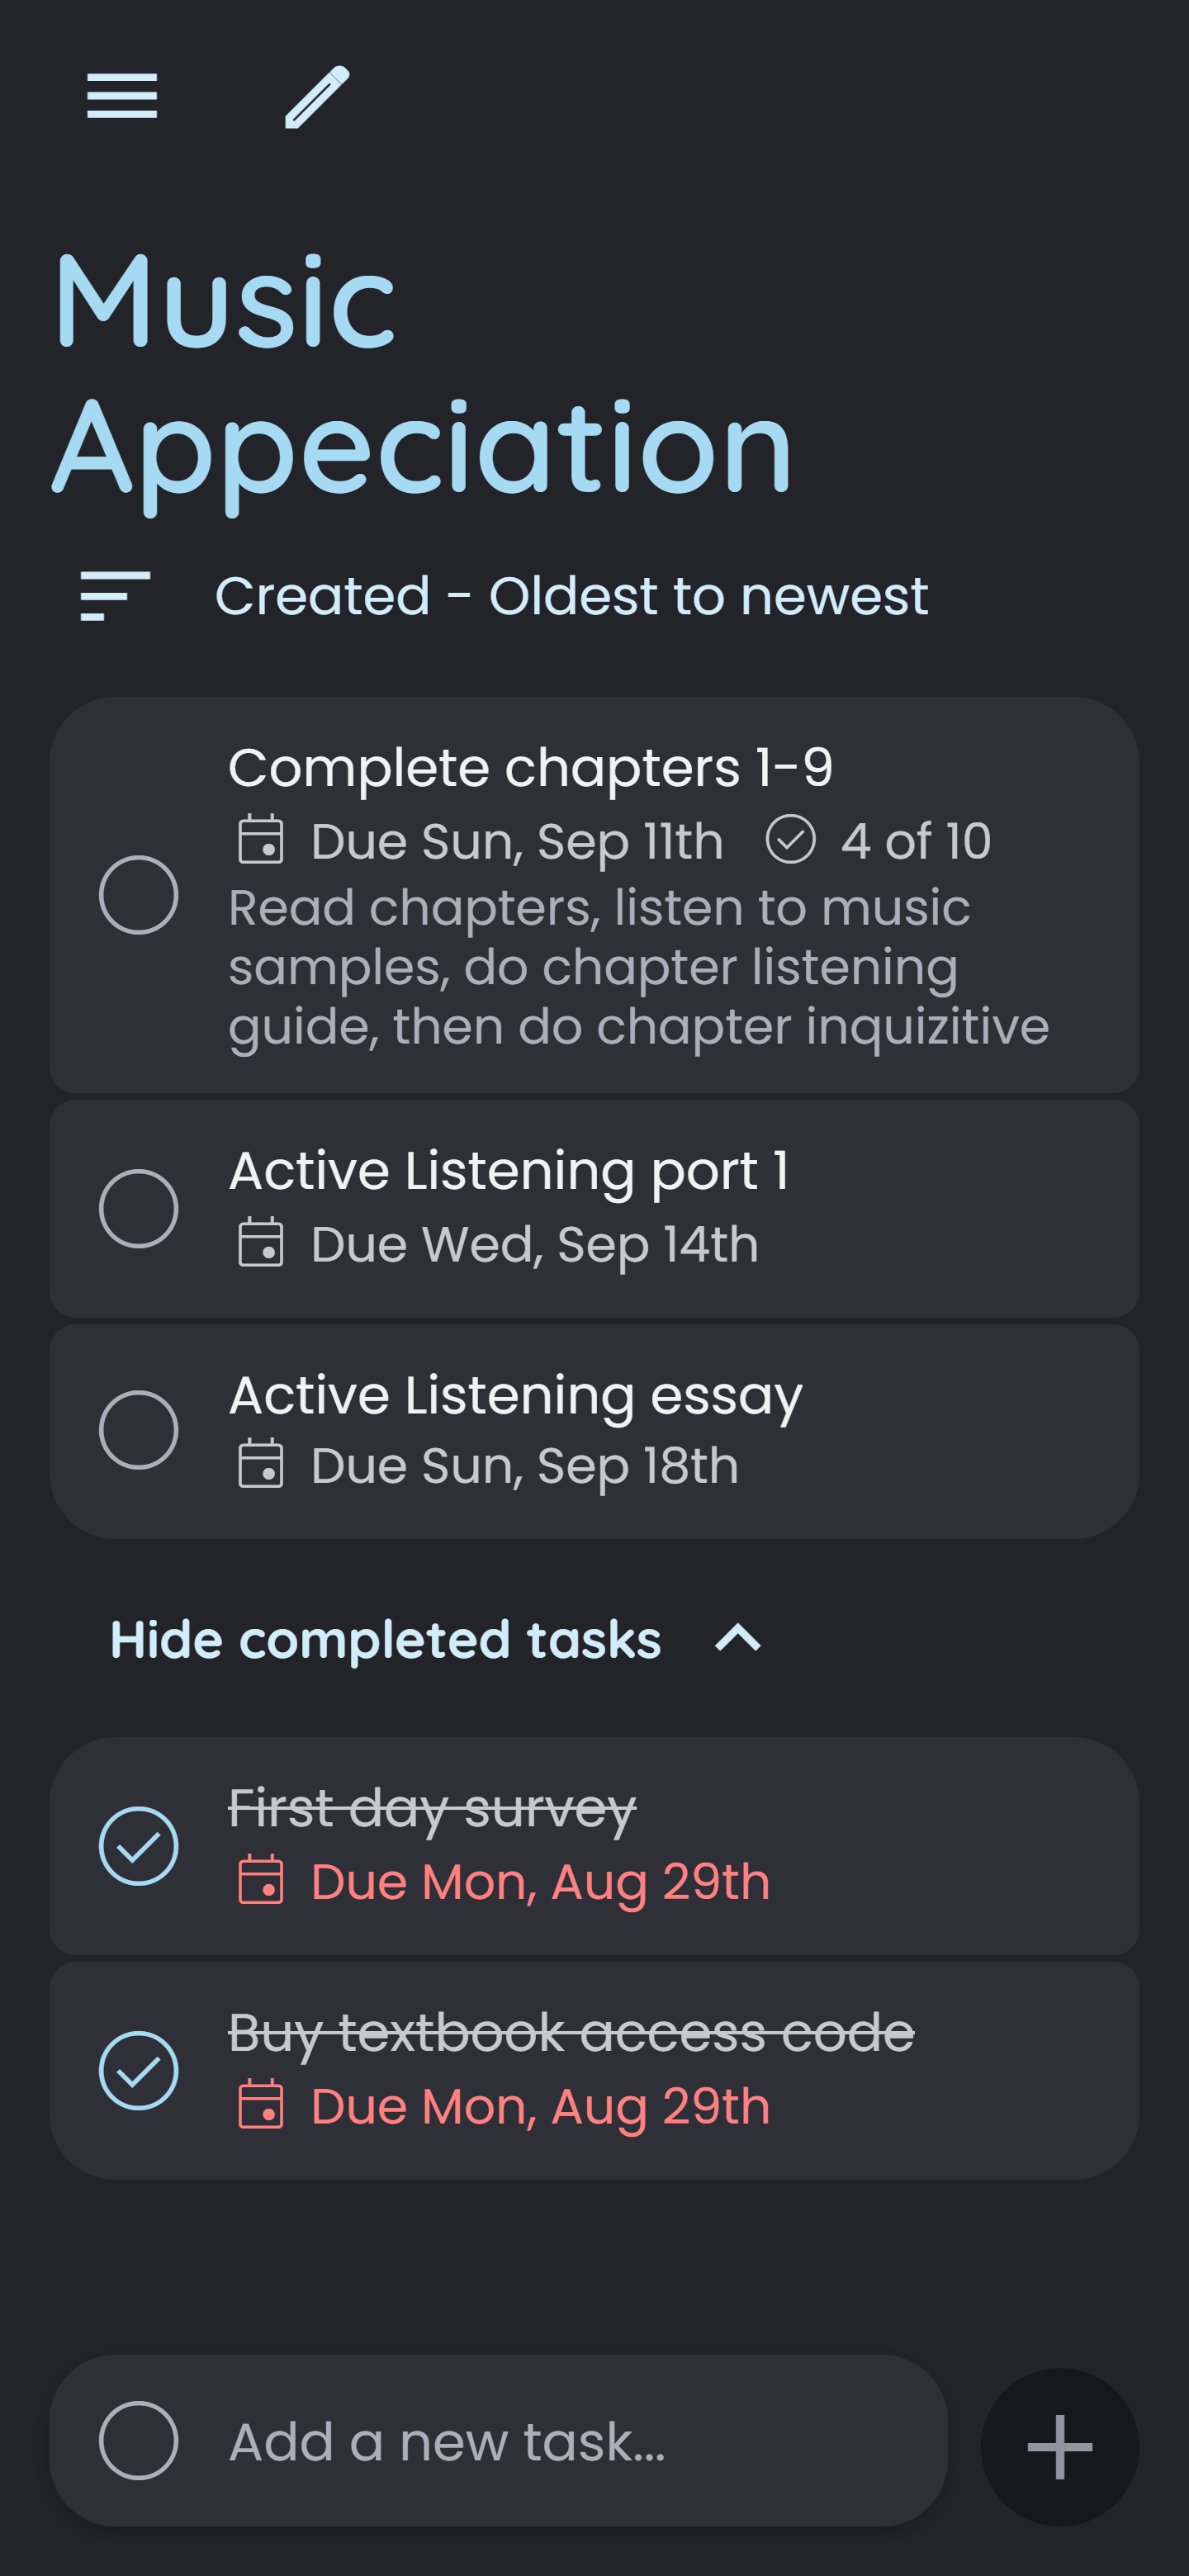 Music
Appeciation
Created - Oldest to newest
Complete chapters 1-9
Due Sun, Sep 11th 4 of 10
Read chapters, listen to music
samples, do chapter listening
guide, then do chapter inquizitive
Active Listening port 1
Due Wed, Sep 14th
Active Listening essay
Due Sun, Sep 18th
Hide completed tasks
First day survey
Due Mon, Aug 29th
Buy textbook access code
Due Mon, Aug 29th
Add a new task...